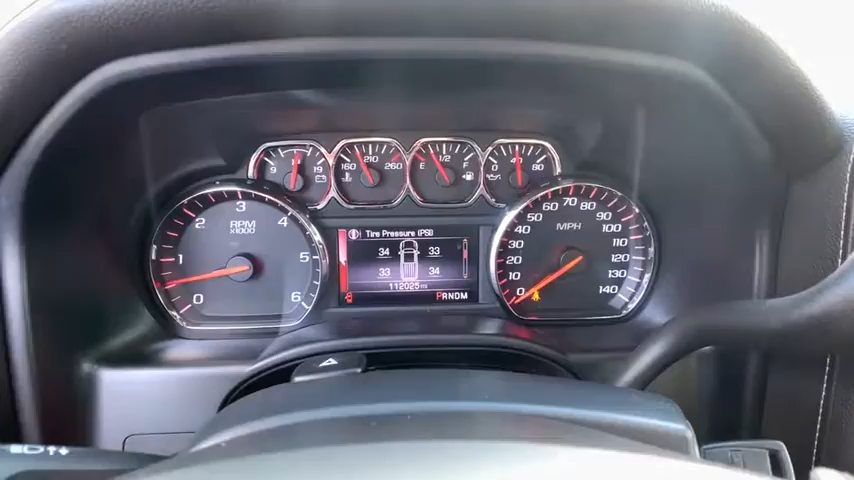 9 19
160 210 260
E 1/2 F
0 40 80
0 1 2 3 4 5 6
RPM
x1000
Tire Pressure (PSI)
34 33
33 34
112025 mi
PRNDM
MPH
0 10 20 30 40 50 60 70 80 90 100 110 120 130 140